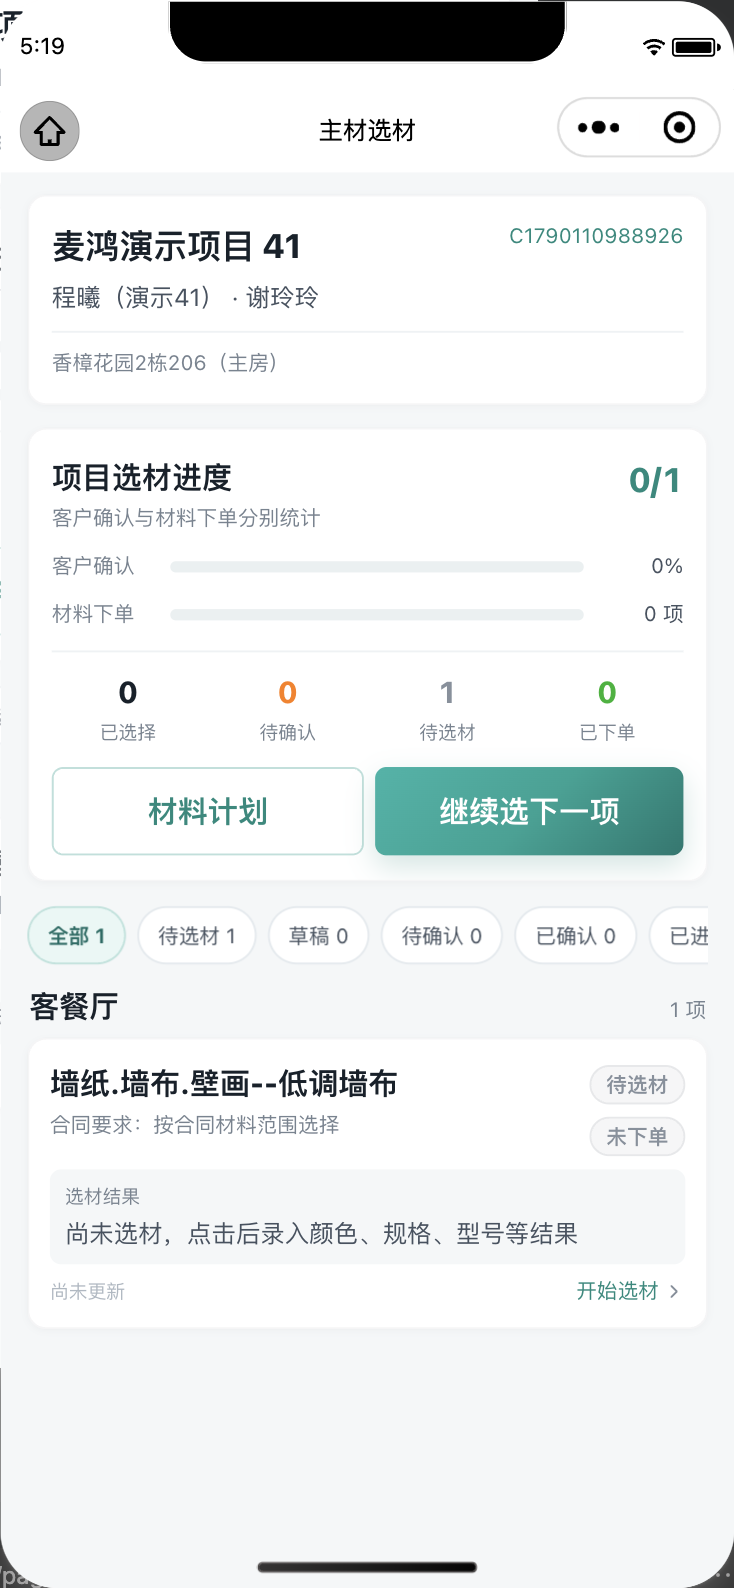 5:19
主材选材
麦鸿演示项目 41
C1790110988926
程曦（演示41） · 谢玲玲
香樟花园2栋206（主房）
项目选材进度
0/1
客户确认与材料下单分别统计
客户确认 0%
材料下单 0 项
0 0 1 0
已选择 待确认 待选材 已下单
材料计划 继续选下一项
全部 1 待选材 1 草稿 0 待确认 0 已确认 0 已进
客餐厅 1 项
墙纸.墙布.壁画--低调墙布
待选材
合同要求：按合同材料范围选择
未下单
选材结果
尚未选材，点击后录入颜色、规格、型号等结果
尚未更新 开始选材